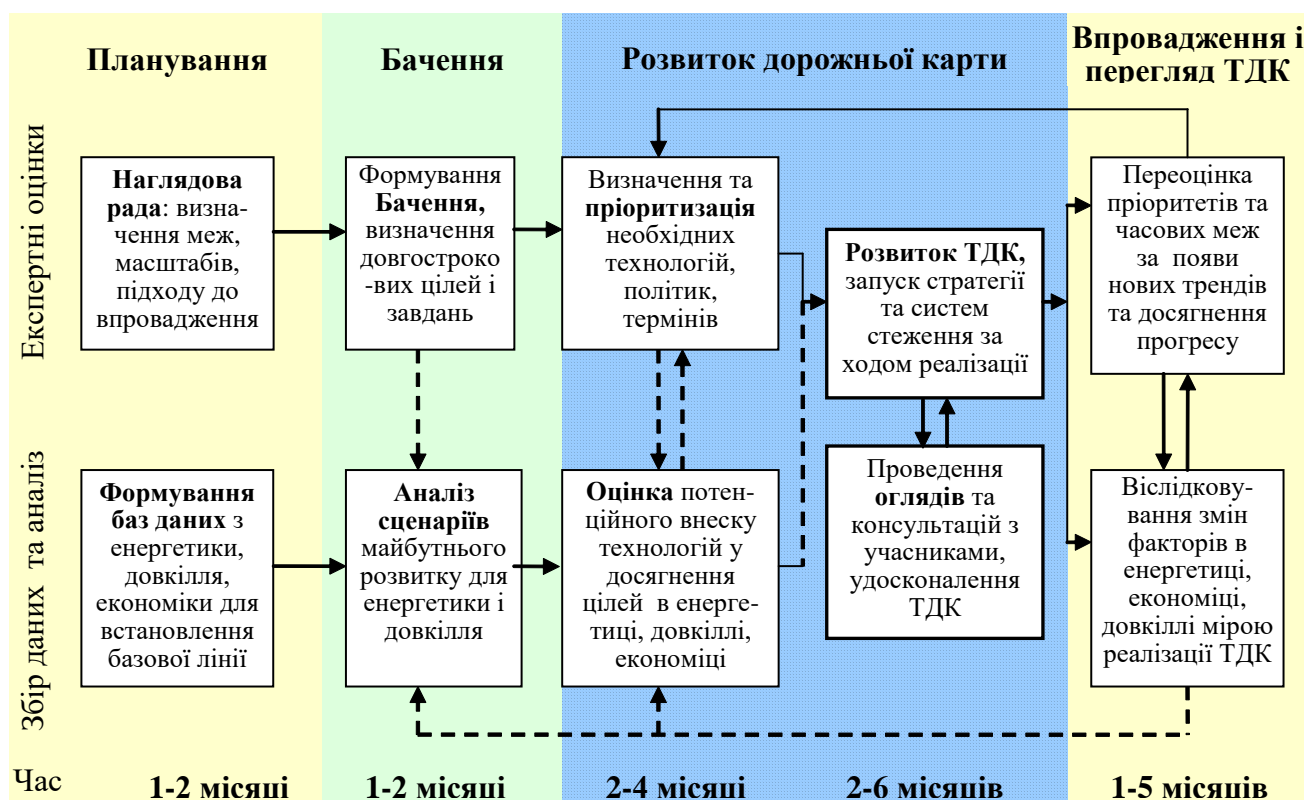 Планування
Бачення
Розвиток дорожньої карти
Впровадження і
перегляд ТДК
Експертні оцінки
Наглядова
рада: визна-
чення меж,
масштабів,
підходу до
впровадження
Формування
Бачення,
визначення
довгостроко
-вих цілей і
завдань
Визначення та
пріоритизація
необхідних
технологій,
політик,
термінів
Розвиток ТДК,
запуск стратегії
та систем
стеження за
ходом реалізації
Переоцінка
пріоритетів та
часових меж
за появи
нових трендів
та досягнення
прогресу
Збір даних та аналіз
Формування
баз даних з
енергетики,
довкілля,
економіки для
встановлення
базової лінії
Аналіз
сценаріїв
майбутнього
розвитку для
енергетики і
довкілля
Оцінка потен-
ційного внеску
технологій у
досягнення
цілей в енерге-
тиці, довкіллі,
економіці
Проведення
оглядів та
консультацій з
учасниками,
удосконалення
ТДК
Віслідкову-
вання змін
факторів в
енергетиці,
економіці,
довкіллі мірою
реалізації ТДК
Час
1-2 місяці
1-2 місяці
2-4 місяці
2-6 місяців
1-5 місяців